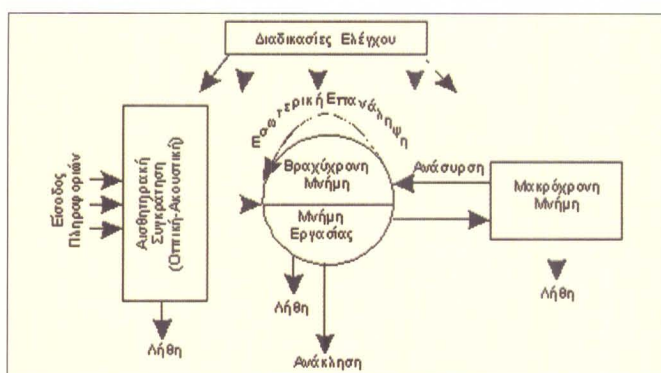 Διαδικασίες Ελέγχου
Εσωτερική Επανάληψη
Είσοδος
Πληροφοριών
Αισθητηριακή
Συγκράτηση
(Οπτική-Ακουστική)
Βραχύχρονη
Μνήμη
Μνήμη
Εργασίας
Ανάσυρση
Μακρόχρονη
Μνήμη
Λήθη
Λήθη
Λήθη
Ανάκληση